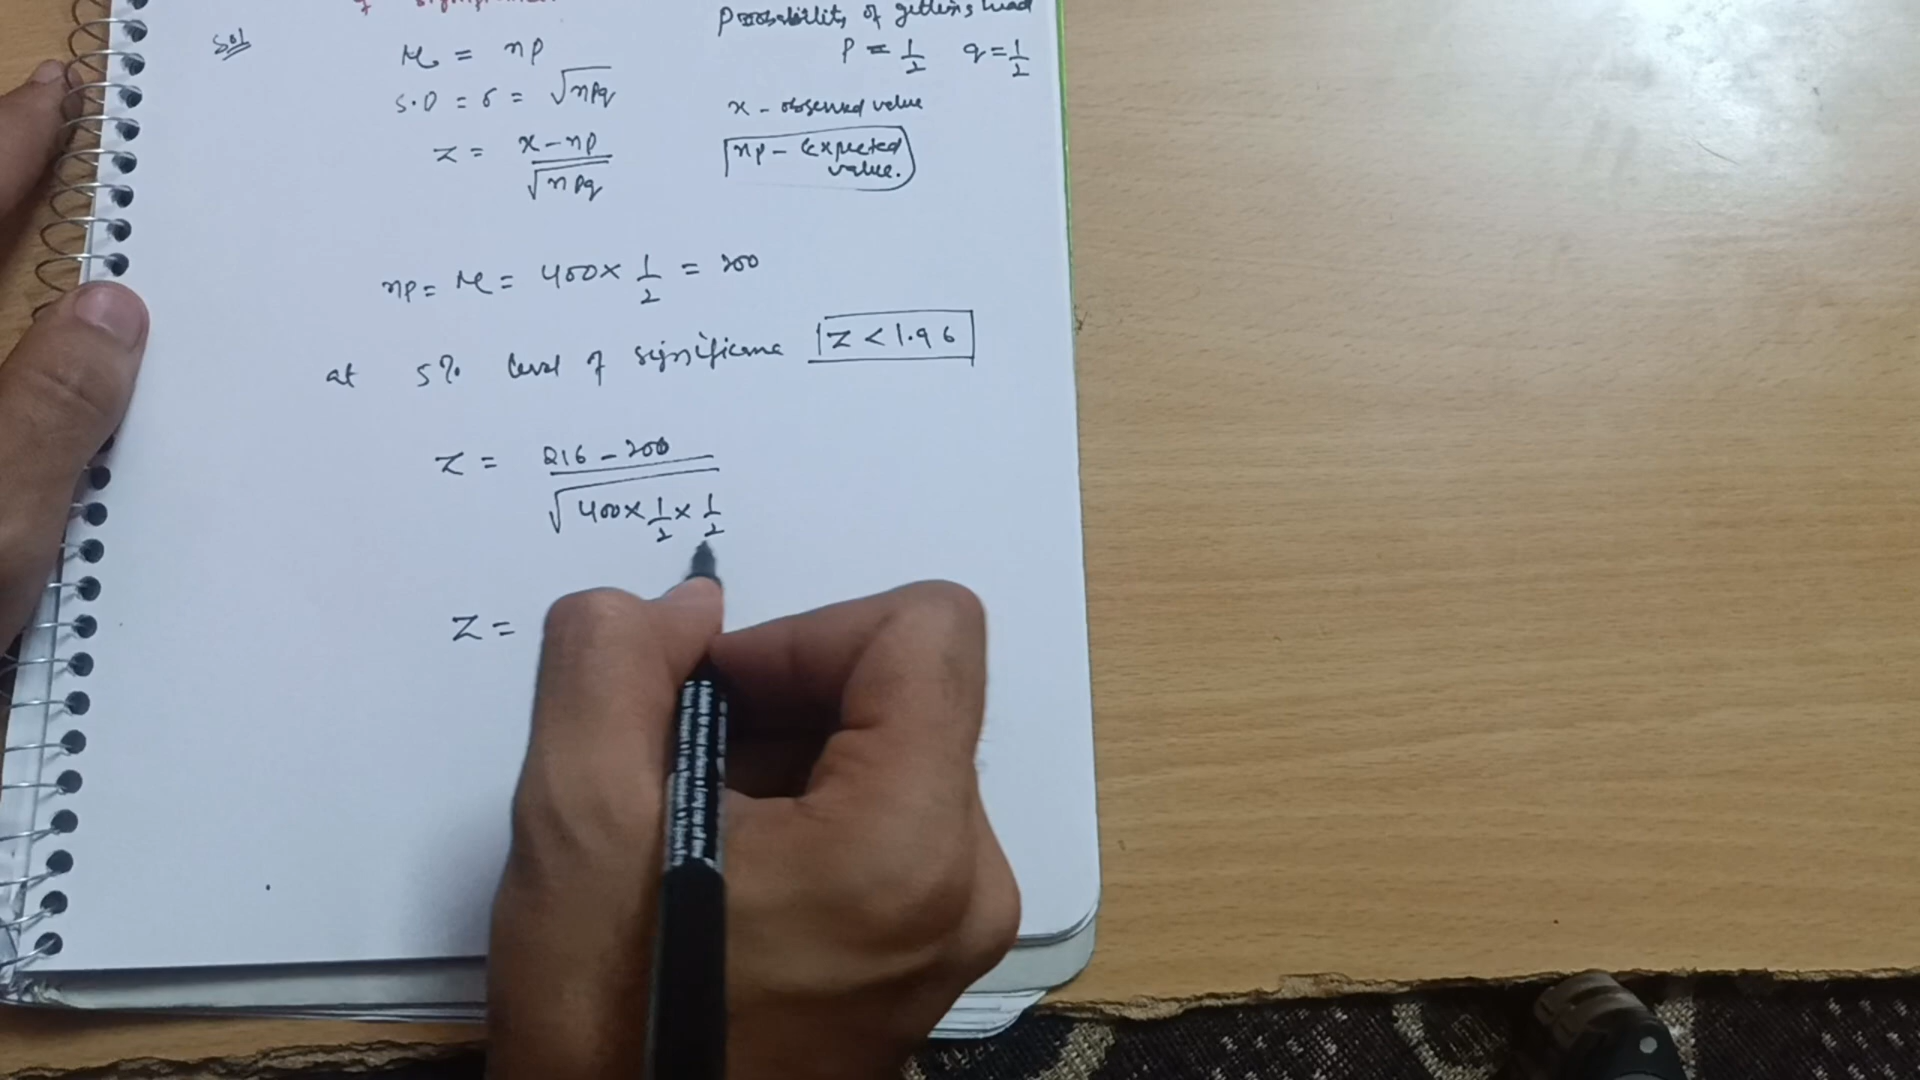 of
Probability of getting head
Sol
μ = np
P = 1/2 q = 1/2
S.D = σ = √npq
x - observed value
z = x - np / √npq
np - Expected value.
np = μ = 400 × 1/2 = 200
at 5% level of significance |z < 1.96
z = 216 - 200 / √400 × 1/2 × 1/2
z =